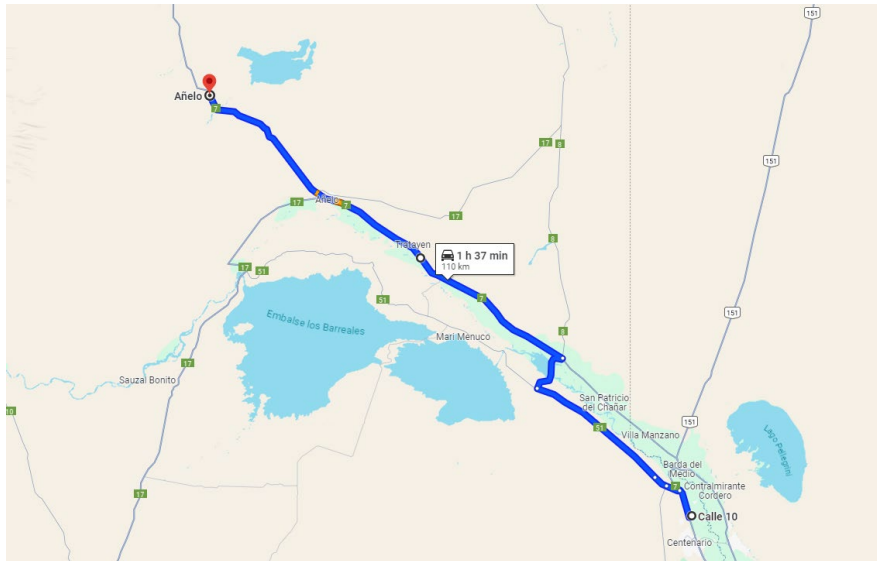 151
Añelo
7
17
8
151
17
Añelo
7
17
Tratayen
8
1 h 37 min
110 km
17
51
51
7
151
Embalse los Barreales
Mari Menuco
8
17
Sauzal Bonito
San Patricio
del Chañar
10
151
51
Villa Manzano
Lago Pellegrini
Barda del
Medio
7
Contralmirante
Cordero
17
Calle 10
Centenario